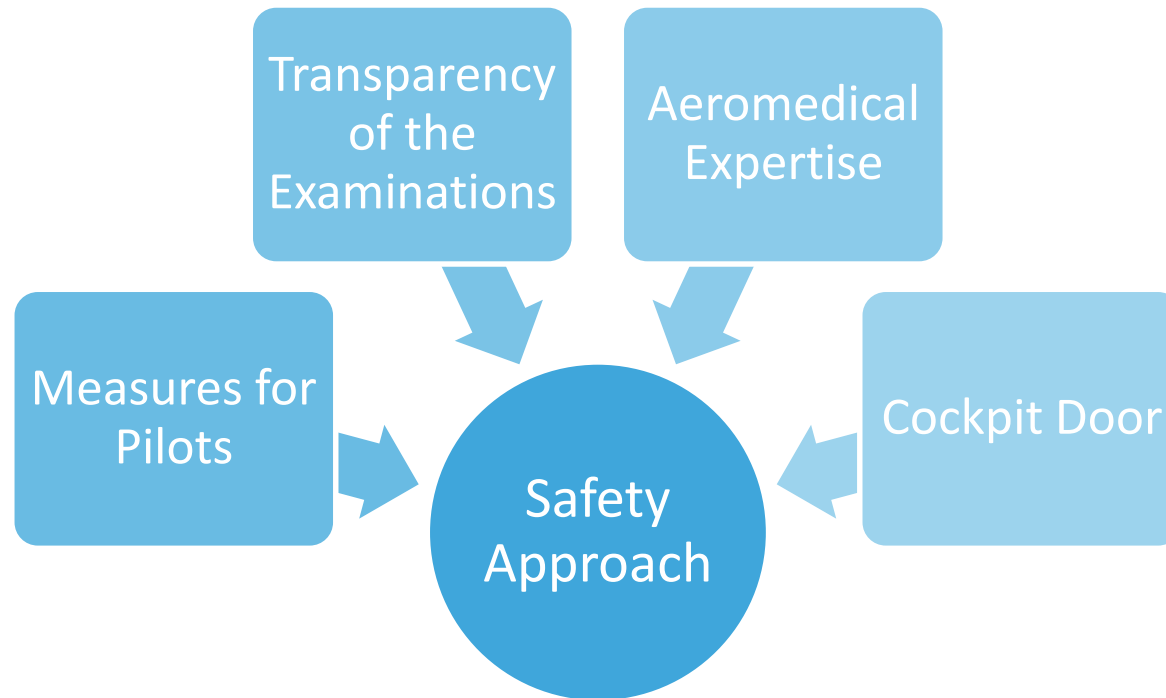 Transparency
of the
Examinations
Aeromedical
Expertise
Measures for
Pilots
Cockpit Door
Safety
Approach